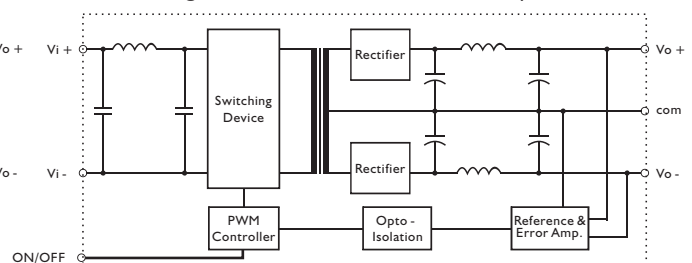 Vo +
Vi +
Rectifier
Vo +
Switching
Device
com
Rectifier
Vo -
Vi -
Vo -
PWM
Controller
Opto -
Isolation
Reference &
Error Amp.
ON/OFF